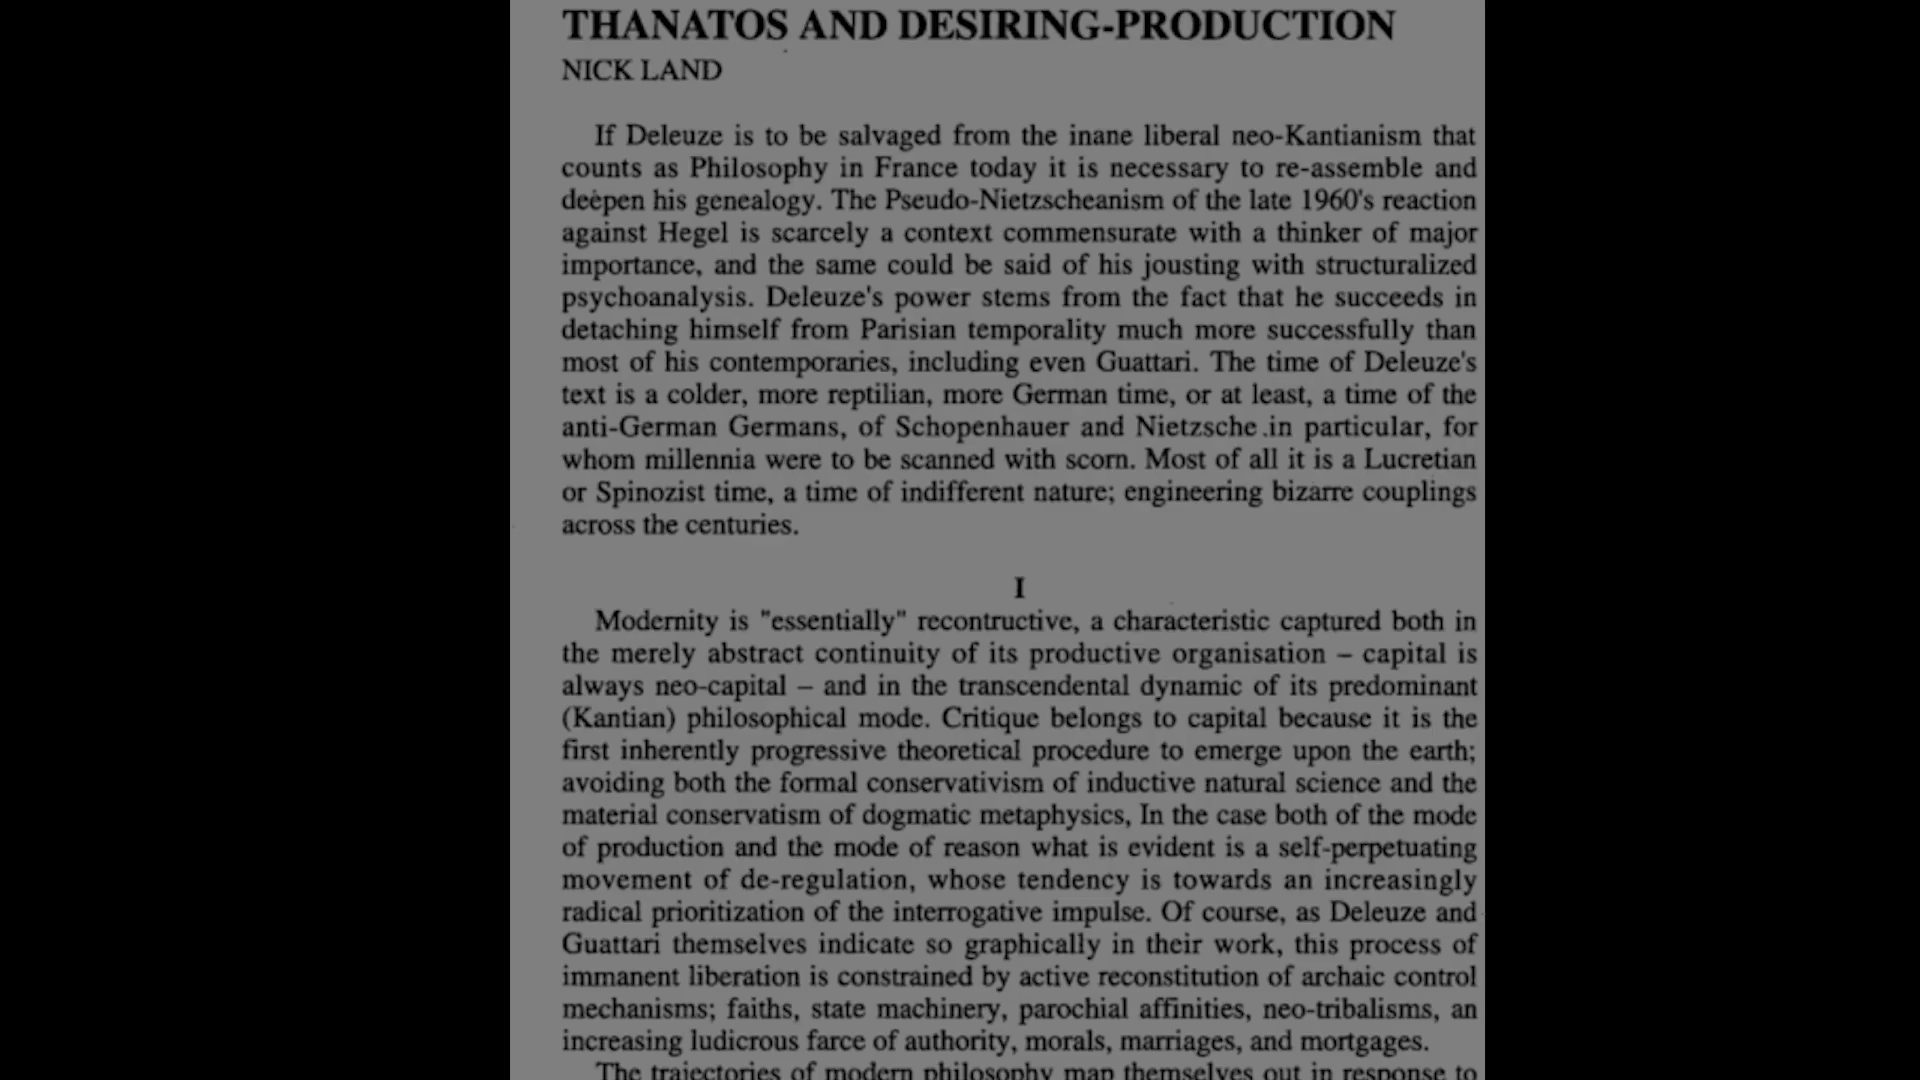 THANATOS AND DESIRING-PRODUCTION
NICK LAND
If Deleuze is to be salvaged from the inane liberal neo-Kantianism that
counts as Philosophy in France today it is necessary to re-assemble and
deepen his genealogy. The Pseudo-Nietzscheanism of the late 1960's reaction
against Hegel is scarcely a context commensurate with a thinker of major
importance, and the same could be said of his jousting with structuralized
psychoanalysis. Deleuze's power stems from the fact that he succeeds in
detaching himself from Parisian temporality much more successfully than
most of his contemporaries, including even Guattari. The time of Deleuze's
text is a colder, more reptilian, more German time, or at least, a time of the
anti-German Germans, of Schopenhauer and Nietzsche in particular, for
whom millennia were to be scanned with scorn. Most of all it is a Lucretian
or Spinozist time, a time of indifferent nature; engineering bizarre couplings
across the centuries.
I
Modernity is "essentially" recontructive, a characteristic captured both in
the merely abstract continuity of its productive organisation – capital is
always neo-capital – and in the transcendental dynamic of its predominant
(Kantian) philosophical mode. Critique belongs to capital because it is the
first inherently progressive theoretical procedure to emerge upon the earth;
avoiding both the formal conservativism of inductive natural science and the
material conservatism of dogmatic metaphysics, In the case both of the mode
of production and the mode of reason what is evident is a self-perpetuating
movement of de-regulation, whose tendency is towards an increasingly
radical prioritization of the interrogative impulse. Of course, as Deleuze and
Guattari themselves indicate so graphically in their work, this process of
immanent liberation is constrained by active reconstitution of archaic control
mechanisms; faiths, state machinery, parochial affinities, neo-tribalisms, an
increasing ludicrous farce of authority, morals, marriages, and mortgages.
The trajectories of modern philosophy map themselves out in response to